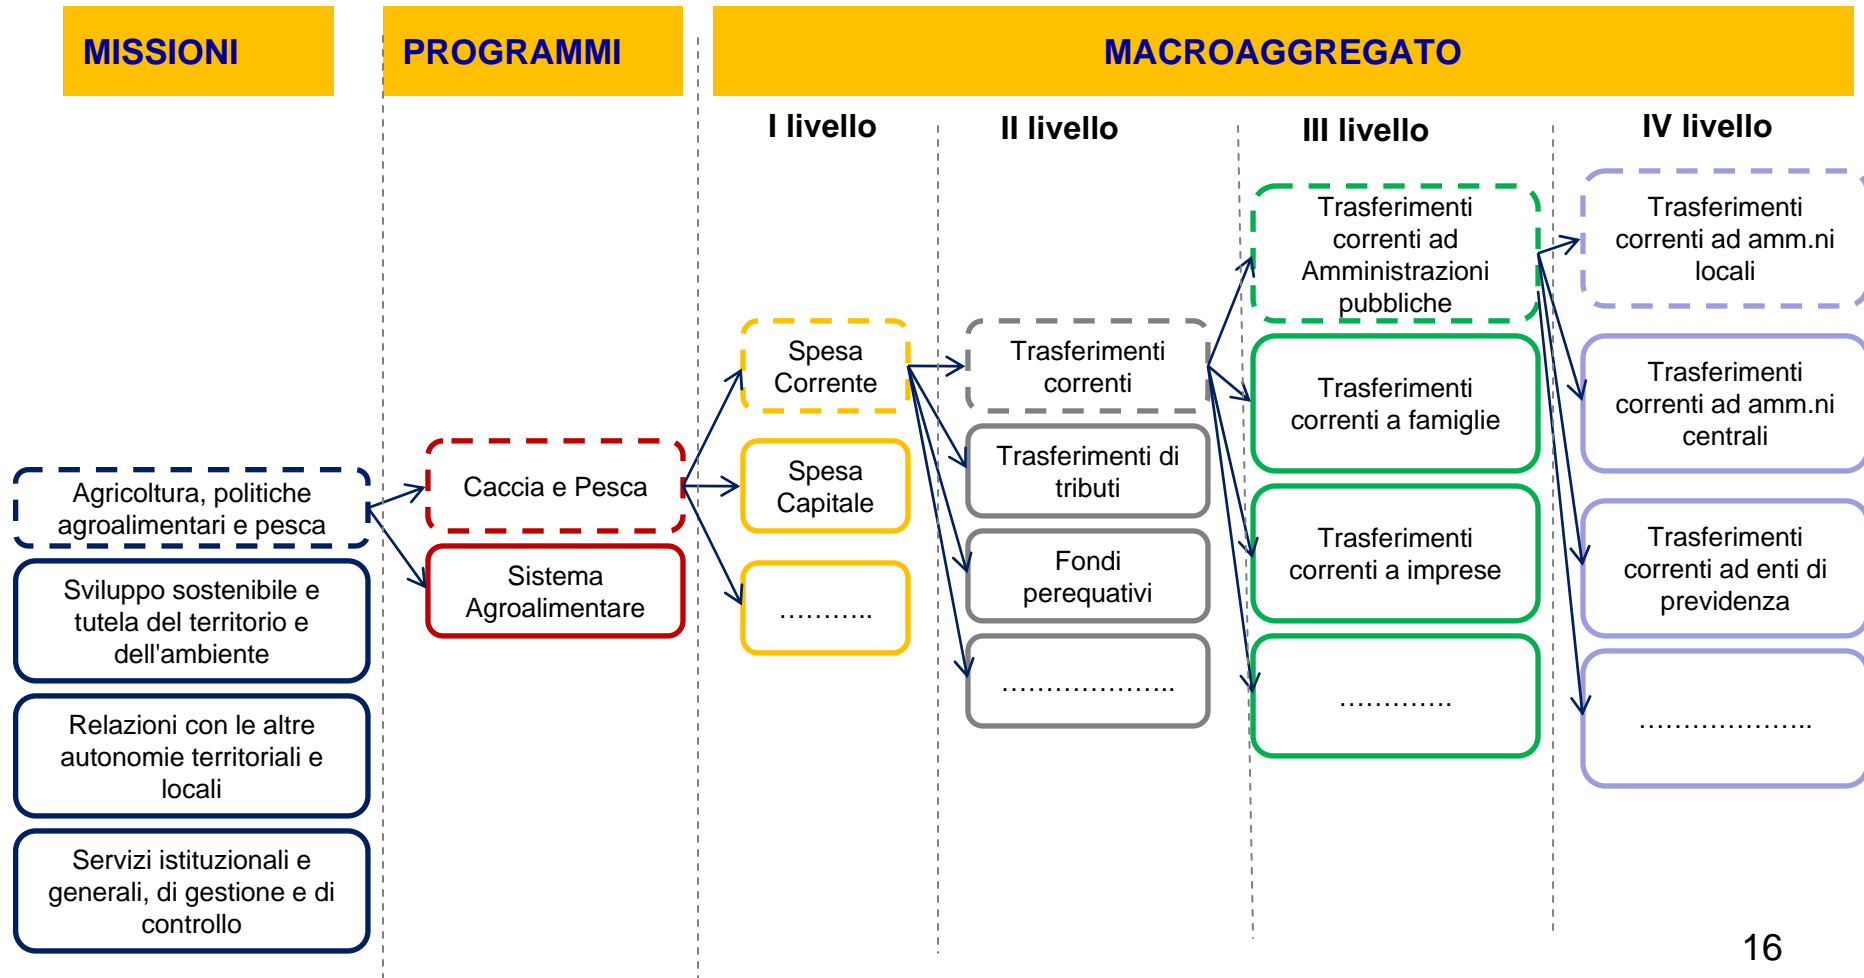 MISSIONI
PROGRAMMI
MACROAGGREGATO
I livello
II livello
III livello
IV livello
Agricoltura, politiche
agroalimentari e pesca
Sviluppo sostenibile e
tutela del territorio e
dell'ambiente
Relazioni con le altre
autonomie territoriali e
locali
Servizi istituzionali e
generali, di gestione e di
controllo
Caccia e Pesca
Sistema
Agroalimentare
Spesa
Corrente
Spesa
Capitale
………..
Trasferimenti
correnti
Trasferimenti di
tributi
Fondi
perequativi
………………..
Trasferimenti
correnti ad
Amministrazioni
pubbliche
Trasferimenti
correnti a famiglie
Trasferimenti
correnti a imprese
………….
Trasferimenti
correnti ad amm.ni
locali
Trasferimenti
correnti ad amm.ni
centrali
Trasferimenti
correnti ad enti di
previdenza
………………..
16